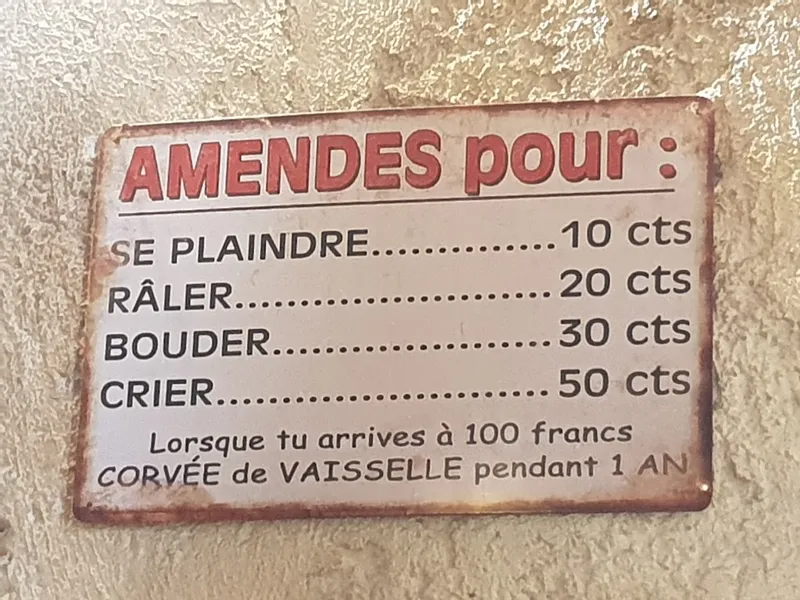 AMENDES pour :
SE PLAINDRE...............10 cts
RÂLER..........................20 cts
BOUDER......................30 cts
CRIER...........................50 cts
Lorsque tu arrives à 100 francs
CORVÉE de VAISSELLE pendant 1 AN